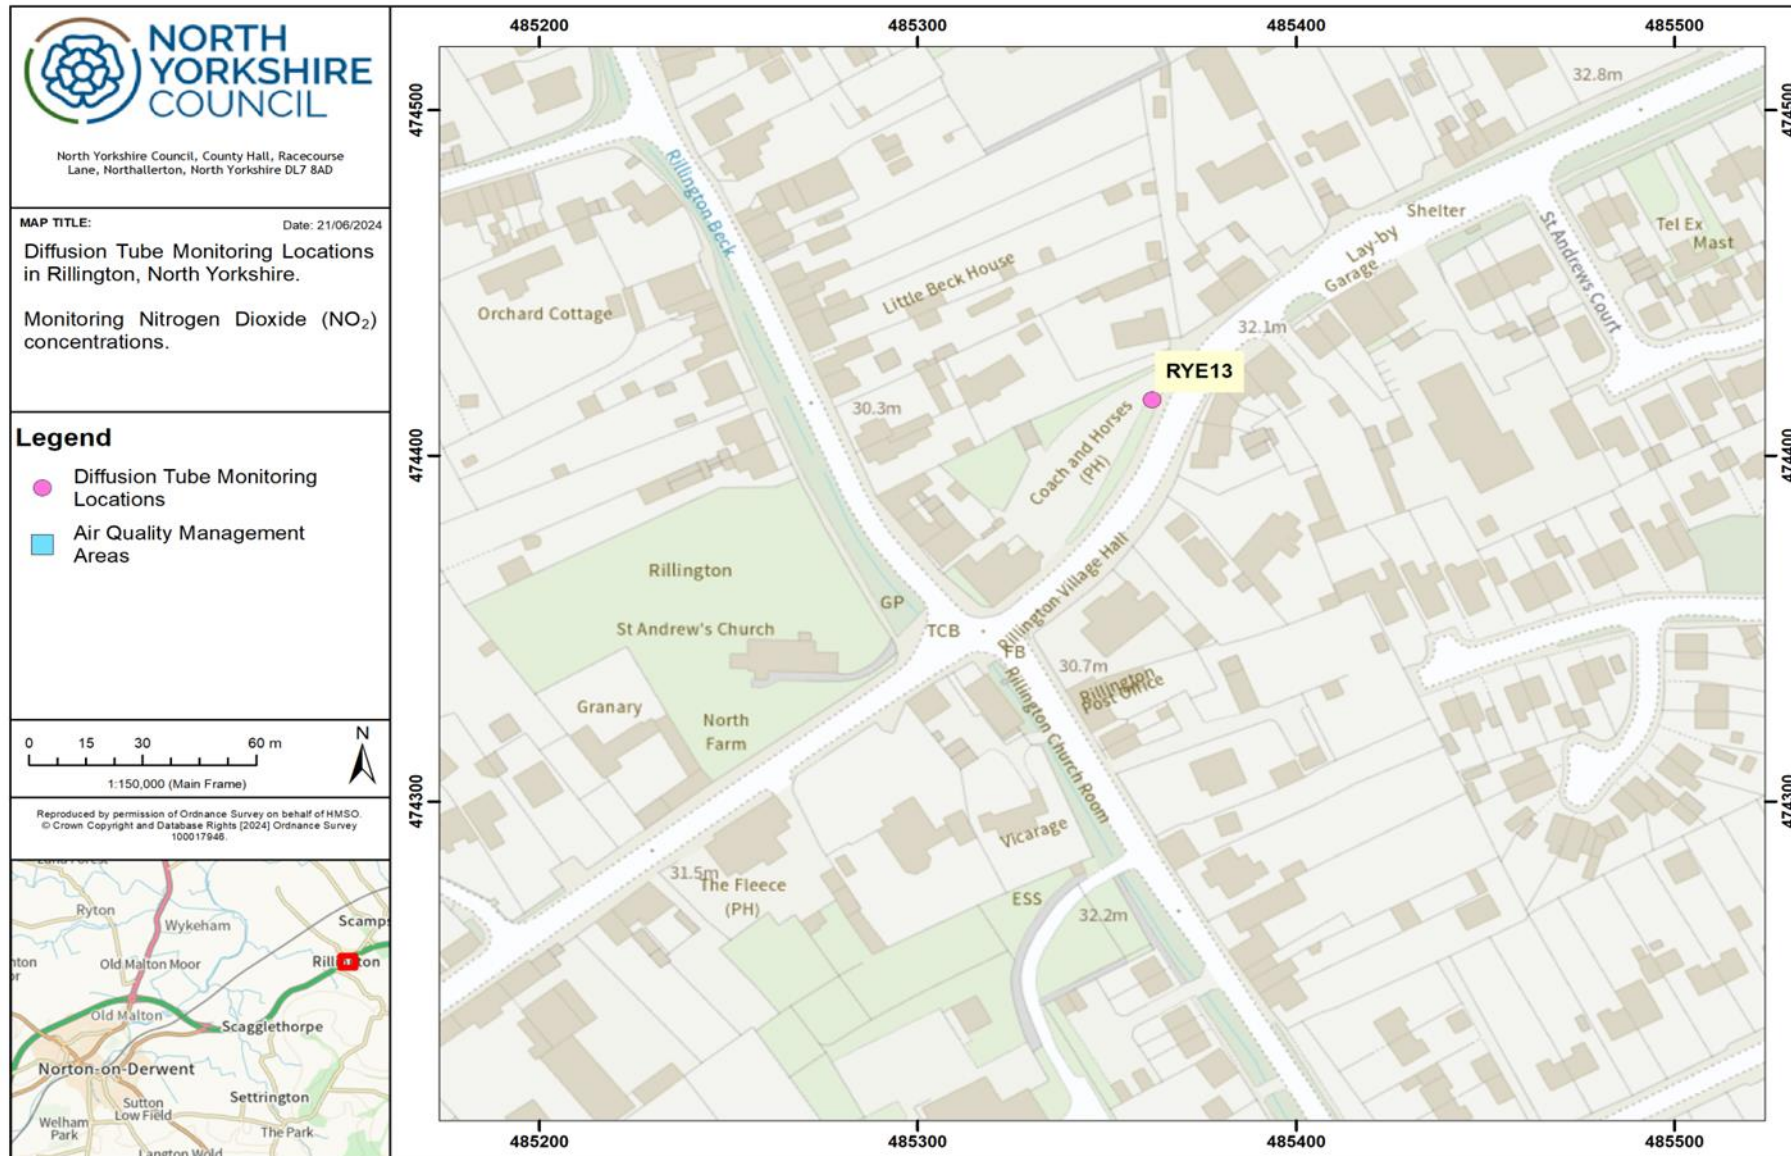 NORTH
YORKSHIRE
COUNCIL
North Yorkshire Council, County Hall, Racecourse
Lane, Northallerton, North Yorkshire DL7 8AD
MAP TITLE:
Date: 21/06/2024
Diffusion Tube Monitoring Locations
in Rillington, North Yorkshire.
Monitoring Nitrogen Dioxide (NO₂)
concentrations.
Legend
Diffusion Tube Monitoring
Locations
Air Quality Management
Areas
0 15 30 60 m
N
1:150,000 (Main Frame)
Reproduced by permission of Ordnance Survey on behalf of HMSO.
© Crown Copyright and Database Rights [2024] Ordnance Survey
100017946.
Ryton
Wykeham
Scamps
Old Malton Moor
Rillington
Old Malton
Scagglethorpe
Norton-on-Derwent
Sutton
Low Field
Settrington
Welham
Park
The Park
Langton Wold
485200 485300 485400 485500
474500
474500
474400
474400
474300
474300
32.8m
Rillington Beck
Shelter
Tel Ex
Mast
Lay-by
Garage
St Andrews Court
Little Beck House
Orchard Cottage
32.1m
RYE13
30.3m
Coach and Horses
(PH)
Rillington
GP
St Andrew's Church
TCB
Rillington Village Hall
FB
30.7m
Rillington
Post Office
Granary
North
Farm
Rillington Church Room
Vicarage
31.5m
The Fleece
(PH)
ESS
32.2m
485200 485300 485400 485500